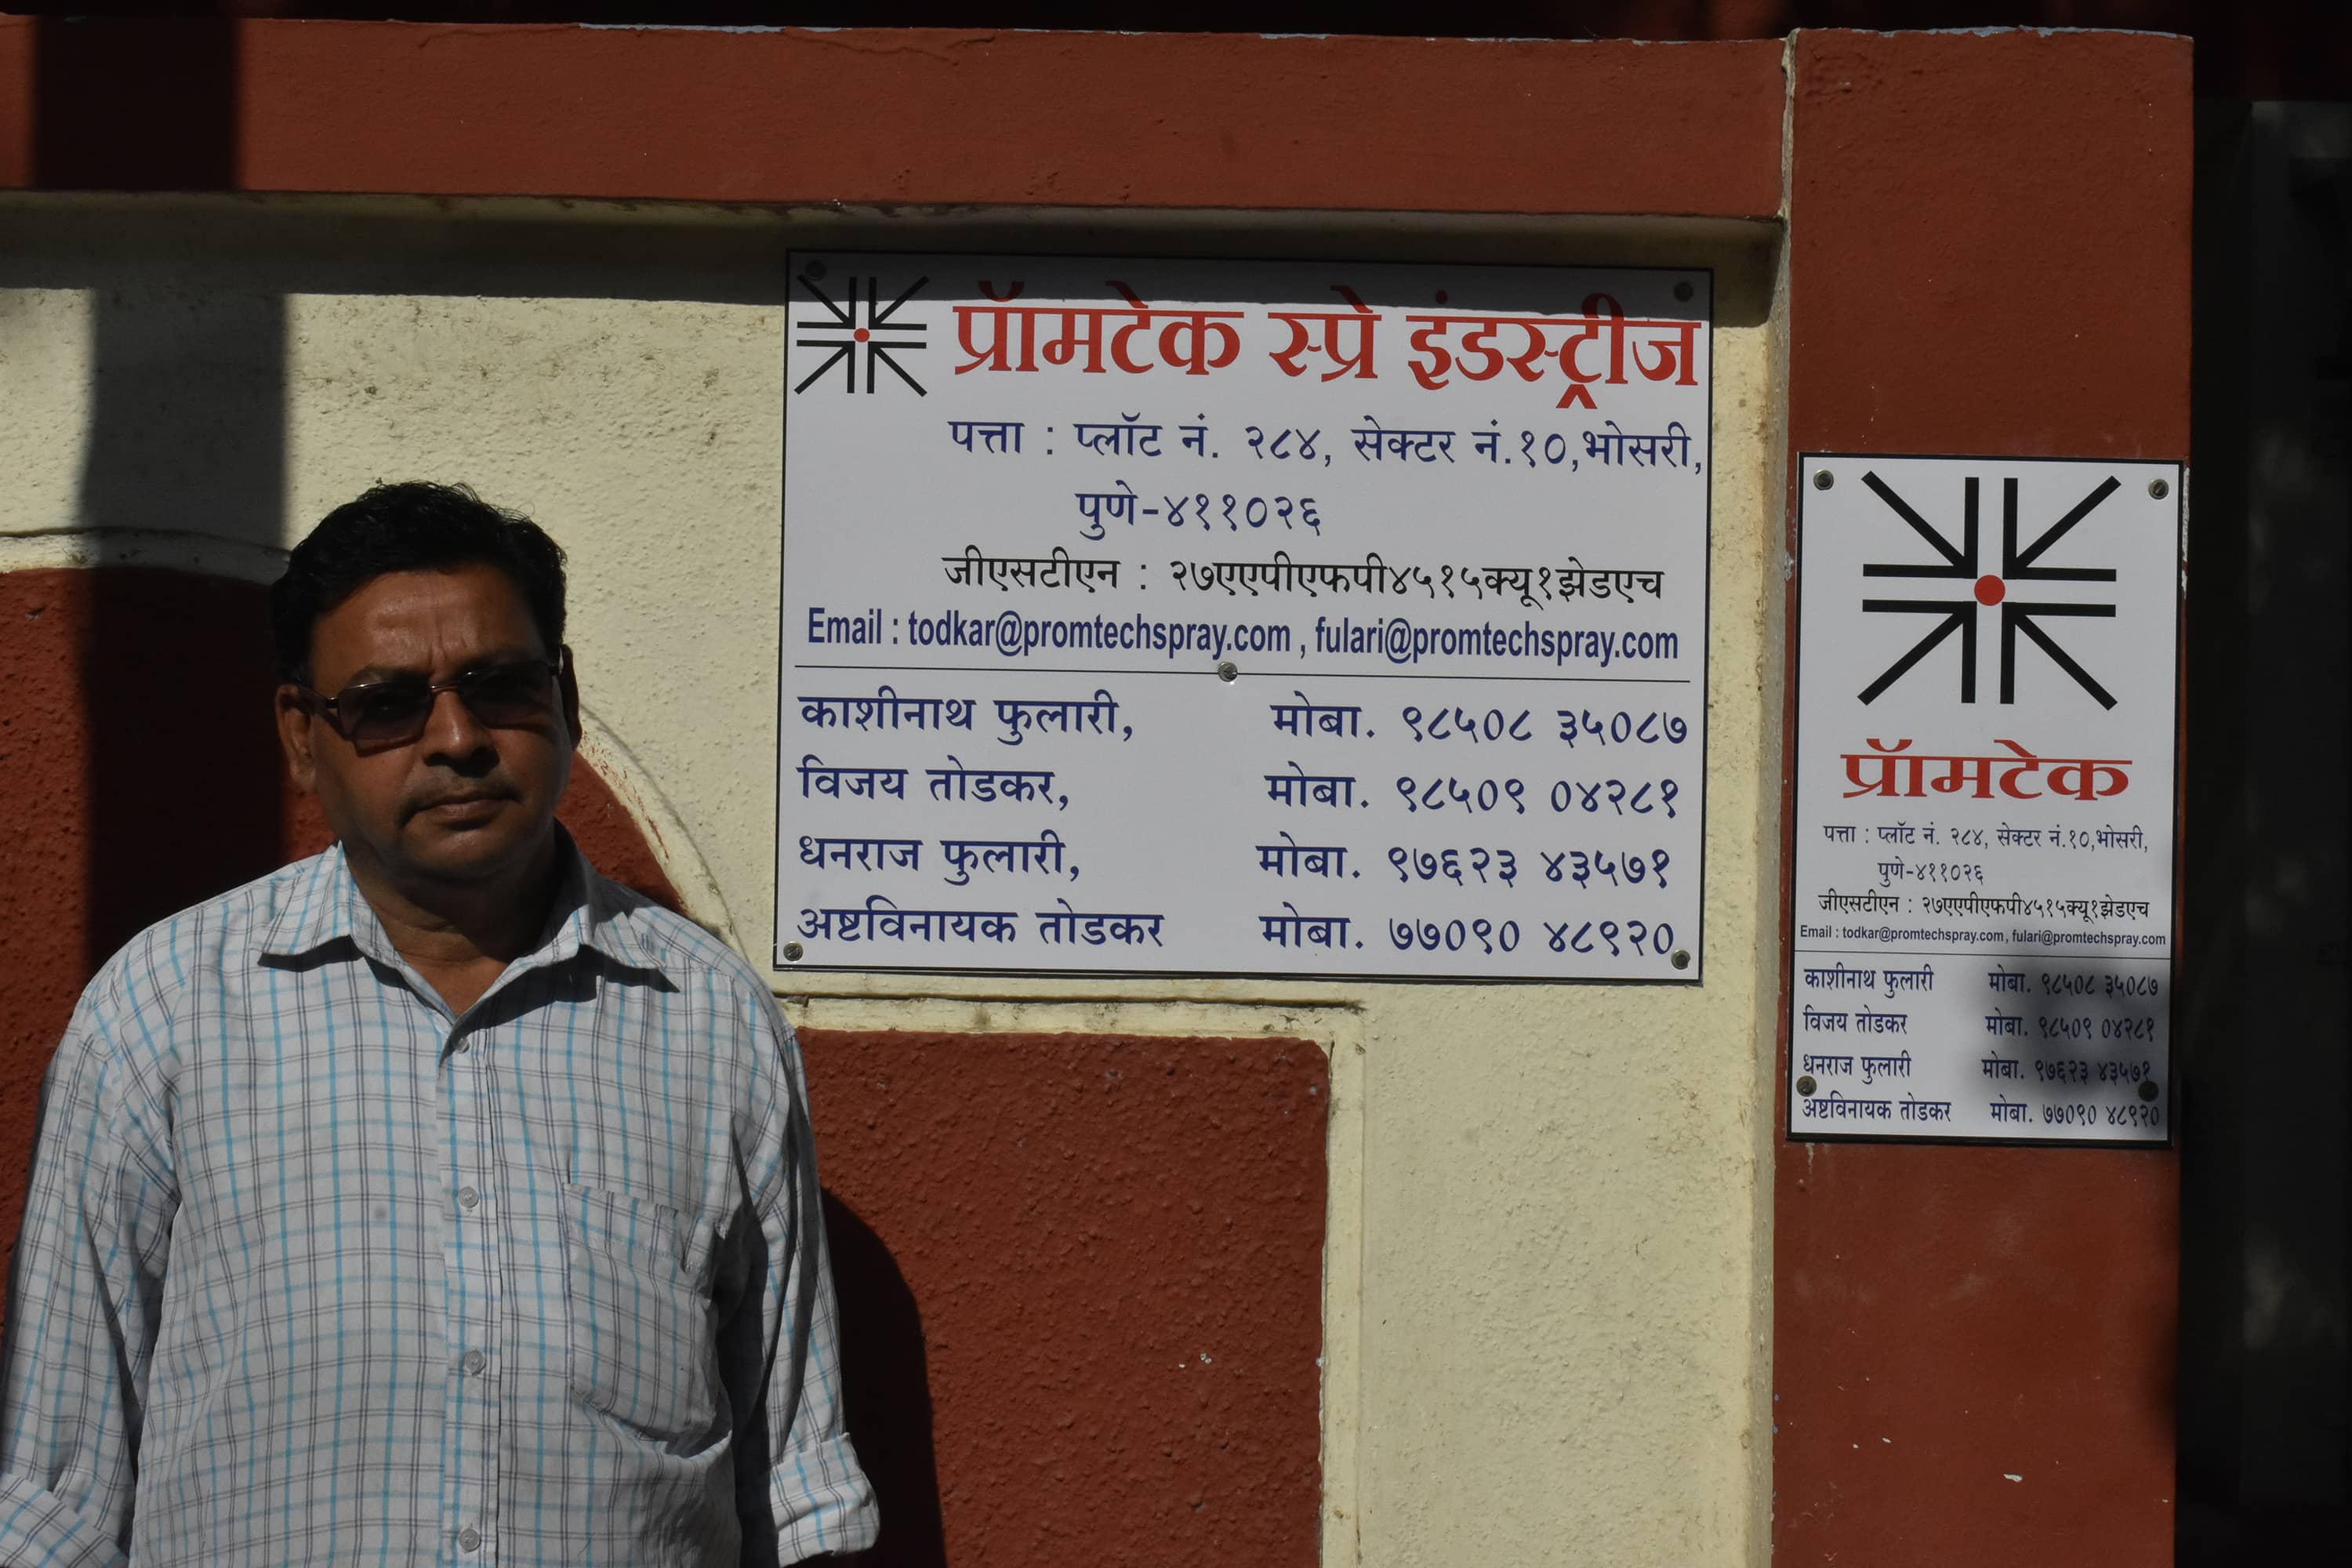 प्रॉमटेक स्प्रे इंडस्ट्रीज
पत्ता : प्लॉट नं. २८४, सेक्टर नं.१०,भोसरी,
पुणे-४११०२६
जीएसटीएन : २७एएपीएफपी४५१५क्यू१झेडएच
Email : todkar@promtechspray.com , fulari@promtechspray.com
काशीनाथ फुलारी, मोबा. ९८५०८ ३५०८७
विजय तोडकर, मोबा. ९८५०९ ०४२८१
धनराज फुलारी, मोबा. ९७६२३ ४३५७१
अष्टविनायक तोडकर मोबा. ७७०९० ४८९२०
प्रॉमटेक
पत्ता : प्लॉट नं. २८४, सेक्टर नं.१०,भोसरी,
पुणे-४११०२६
जीएसटीएन : २७एएपीएफपी४५१५क्यू१झेडएच
Email : todkar@promtechspray.com , fulari@promtechspray.com
काशीनाथ फुलारी मोबा. ९८५०८ ३५०८७
विजय तोडकर मोबा. ९८५०९ ०४२८१
धनराज फुलारी मोबा. ९७६२३ ४३५७१
अष्टविनायक तोडकर मोबा. ७७०९० ४८९२०